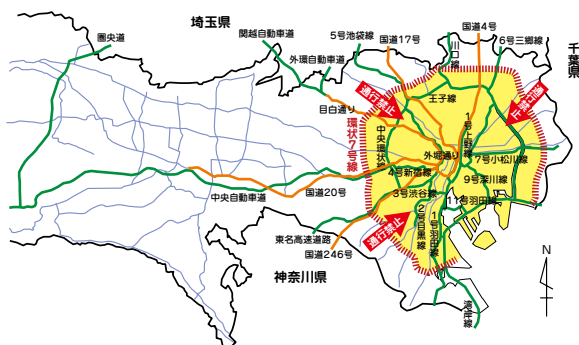 埼玉県
国道4号
関越自動車道
5号池袋線
国道17号
6号三郷線
圏央道
川口線
千葉県
外環自動車道
王子線
通行禁止
通行禁止
目白通り
環状7号線
中央環状線
1号上野線
外堀通り
7号小松川線
4号新宿線
9号深川線
国道20号
3号渋谷線
中央自動車道
11号羽田線
2号目黒線
1号羽田線
通行禁止
東名高速道路
国道246号
神奈川県
湾岸線
N